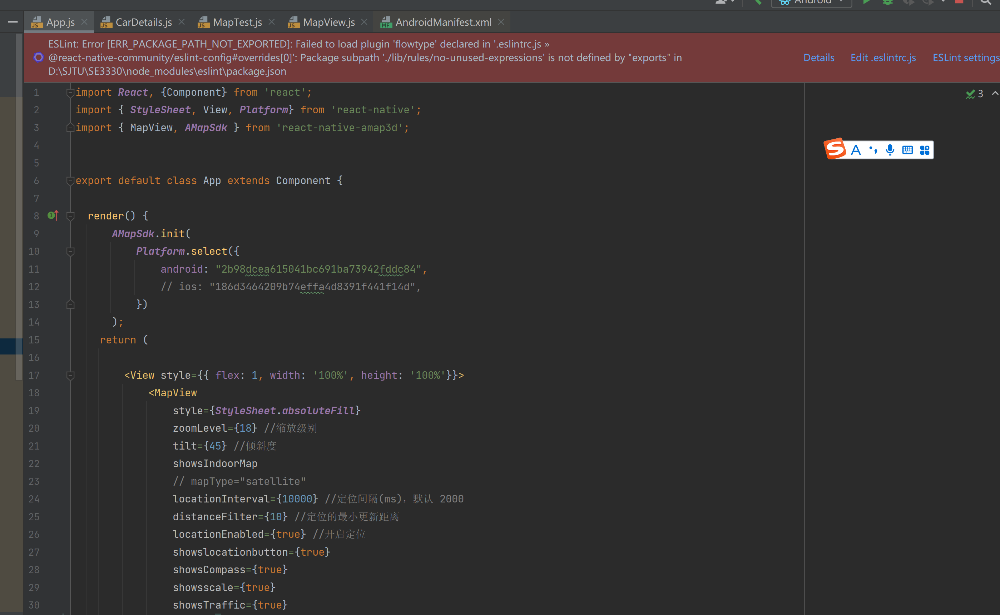 Android
App.js
CarDetails.js
MapTest.js
MapView.js
AndroidManifest.xml
ESLint: Error [ERR_PACKAGE_PATH_NOT_EXPORTED]: Failed to load plugin 'flowtype' declared in '.eslintrc.js »
@react-native-community/eslint-config#overrides[0]': Package subpath './lib/rules/no-unused-expressions' is not defined by "exports" in
D:\SJTU\SE3330\node_modules\eslint\package.json
Details
Edit .eslintrc.js
ESLint settings
1 import React, {Component} from 'react';
2 import { StyleSheet, View, Platform} from 'react-native';
3 import { MapView, AMapSdk } from 'react-native-amap3d';
4
5
6 export default class App extends Component {
7
8 render() {
9 AMapSdk.init(
10 Platform.select({
11 android: "2b98dcea615041bc691ba73942fddc84",
12 // ios: "186d3464209b74effa4d8391f441f14d",
13 })
14 );
15 return (
16
17 <View style={{ flex: 1, width: '100%', height: '100%'}}>
18 <MapView
19 style={StyleSheet.absoluteFill}
20 zoomLevel={18} //缩放级别
21 tilt={45} //倾斜度
22 showsIndoorMap
23 // mapType="satellite"
24 locationInterval={10000} //定位间隔(ms)，默认 2000
25 distanceFilter={10} //定位的最小更新距离
26 locationEnabled={true} //开启定位
27 showslocationbutton={true}
28 showsCompass={true}
29 showsscale={true}
30 showsTraffic={true}
3
A